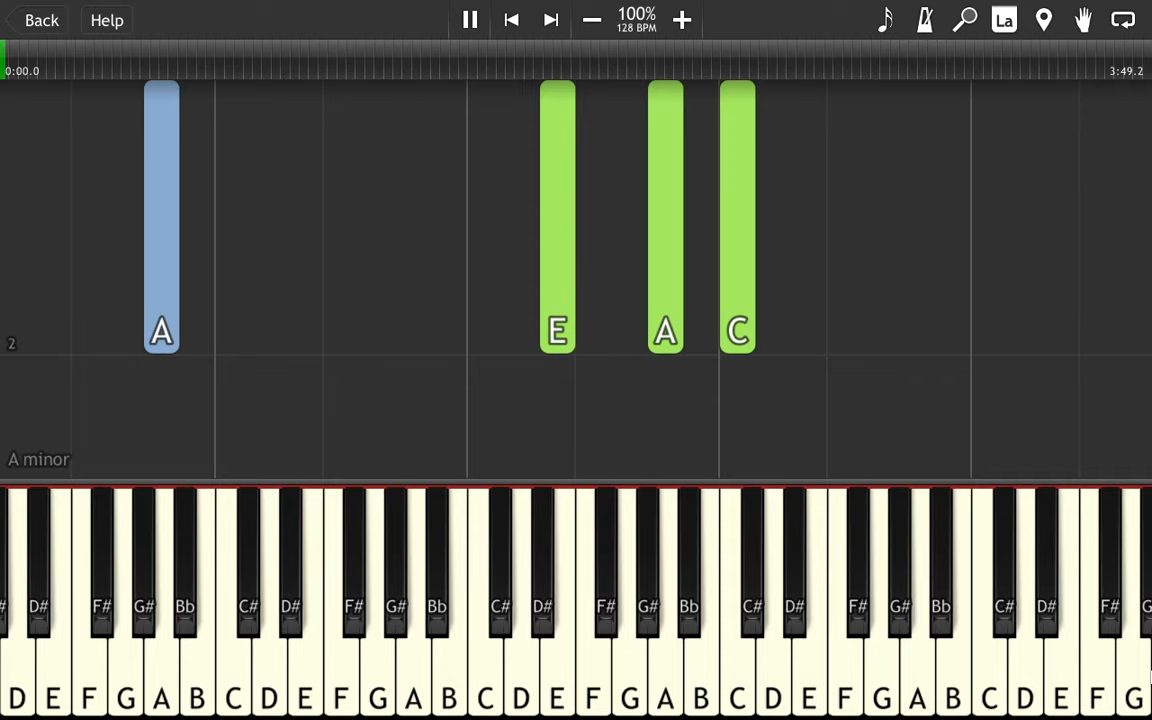 Back Help 100% La
128 BPM
0:00.0 3:49.2
A E A C
2
A minor
# D# F# G# Bb C# D# F# G# Bb C# D# F# G# Bb C# D# F# G# Bb C# D# F# G
D E F G A B C D E F G A B C D E F G A B C D E F G A B C D E F G